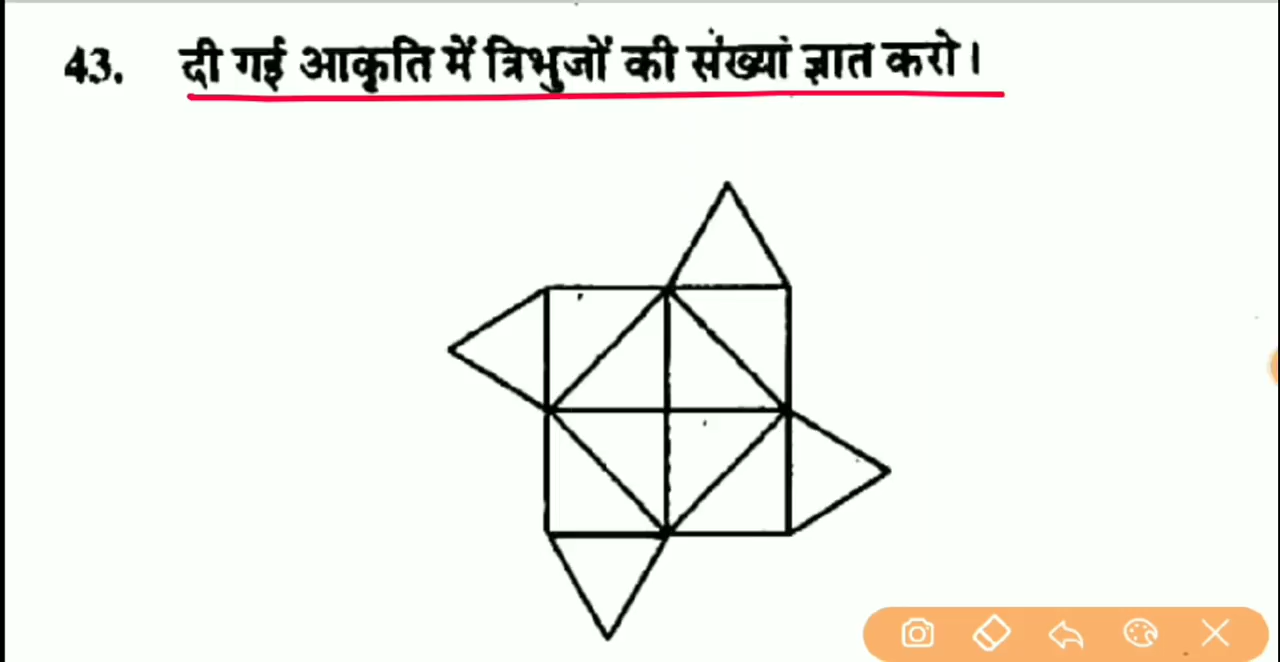 43. दी गई आकृति में त्रिभुजों की संख्यां ज्ञात करो।